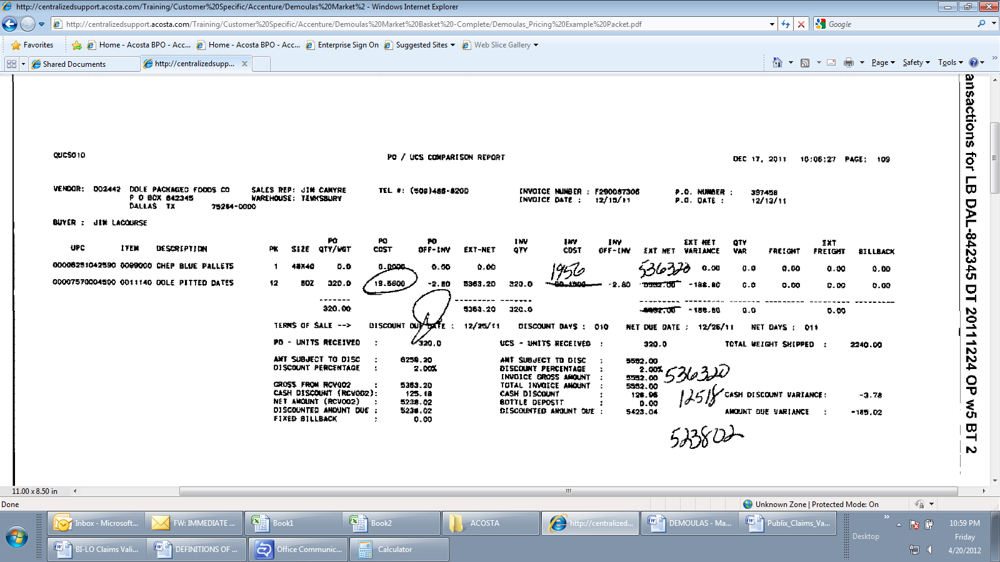 http://centralizedsupport.acosta.com/Training/Customer%20Specific/Accenture/Demoulas%20Market%2 - Windows Internet Explorer
http://centralizedsupport.acosta.com/Training/Customer%20Specific/Accenture/Demoulas%20Market%20Basket%20-Complete/Demoulas_Pricing%20Example%20Packet.pdf
Google
Favorites Home - Acosta BPO - Acc... Home - Acosta BPO - Acc... Enterprise Sign On Suggested Sites Web Slice Gallery
Shared Documents http://centralizedsupp... Page Safety Tools
ansactions for LB DAL-842345 DT 20111224 OP w5 BT 2
QUCS010 PO / UCS COMPARISON REPORT DEC 17, 2011 10:06:27 PAGE: 109
VENDOR: 002442 DOLE PACKAGED FOODS CO SALES REP: JIM CAMYRE TEL #: (509)486-8200 INVOICE NUMBER : F290087306 P.O. NUMBER : 397458
P O BOX 842345 WAREHOUSE: TEWKSBURY INVOICE DATE : 12/15/11 P.O. DATE : 12/13/11
DALLAS TX 75284-0000
BUYER : JIM LACOURSE
PO PO PO INV INV INV EXT NET QTY EXT
UPC ITEM DESCRIPTION PK SIZE QTY/WGT COST OFF-INV EXT-NET QTY COST OFF-INV EXT NET VARIANCE VAR FREIGHT FREIGHT BILLBACK
00006251042590 0099000 CHEP BLUE PALLETS 1 48X40 0.0 0.0000 0.00 0.00 1956 536320 0.00 0.0 0.00 0.00 0.00
00007570004500 0011140 DOLE PITTED DATES 12 8OZ 320.0 19.5600 -2.80 5363.20 320.0 -2.80 5552.00 -188.80 0.0 0.00 0.00 0.00
320.00 5363.20 320.0 5552.00 -188.80 0.0 0.00
TERMS OF SALE --> DISCOUNT DUE DATE : 12/25/11 DISCOUNT DAYS : 010 NET DUE DATE : 12/26/11 NET DAYS : 011
PO - UNITS RECEIVED : 320.0 UCS - UNITS RECEIVED : 320.0 TOTAL WEIGHT SHIPPED : 2240.00
AMT SUBJECT TO DISC : 6259.20 AMT SUBJECT TO DISC : 5552.00
DISCOUNT PERCENTAGE : 2.00% DISCOUNT PERCENTAGE : 2.00% 536320
INVOICE GROSS AMOUNT : 5552.00
GROSS FROM RCV002 : 5363.20 TOTAL INVOICE AMOUNT : 5552.00
CASH DISCOUNT (RCV002): 125.18 CASH DISCOUNT : 128.96 12518 CASH DISCOUNT VARIANCE: -3.78
NET AMOUNT (RCV002) : 5238.02 BOTTLE DEPOSIT : 0.00
DISCOUNTED AMOUNT DUE : 5238.02 DISCOUNTED AMOUNT DUE : 5423.04 AMOUNT DUE VARIANCE : -185.02
FIXED BILLBACK : 0.00
523802
11.00 x 8.50 in
Done Unknown Zone | Protected Mode: On
Inbox - Microsoft... FW: IMMEDIATE ... Book1 Book2 ACOSTA http://centralized... DEMOULAS - Ma... Publix_Claims_Va... Desktop 10:59 PM
Friday
BI-LO Claims Vali... DEFINITIONS OF ... Office Communic... Calculator 4/20/2012